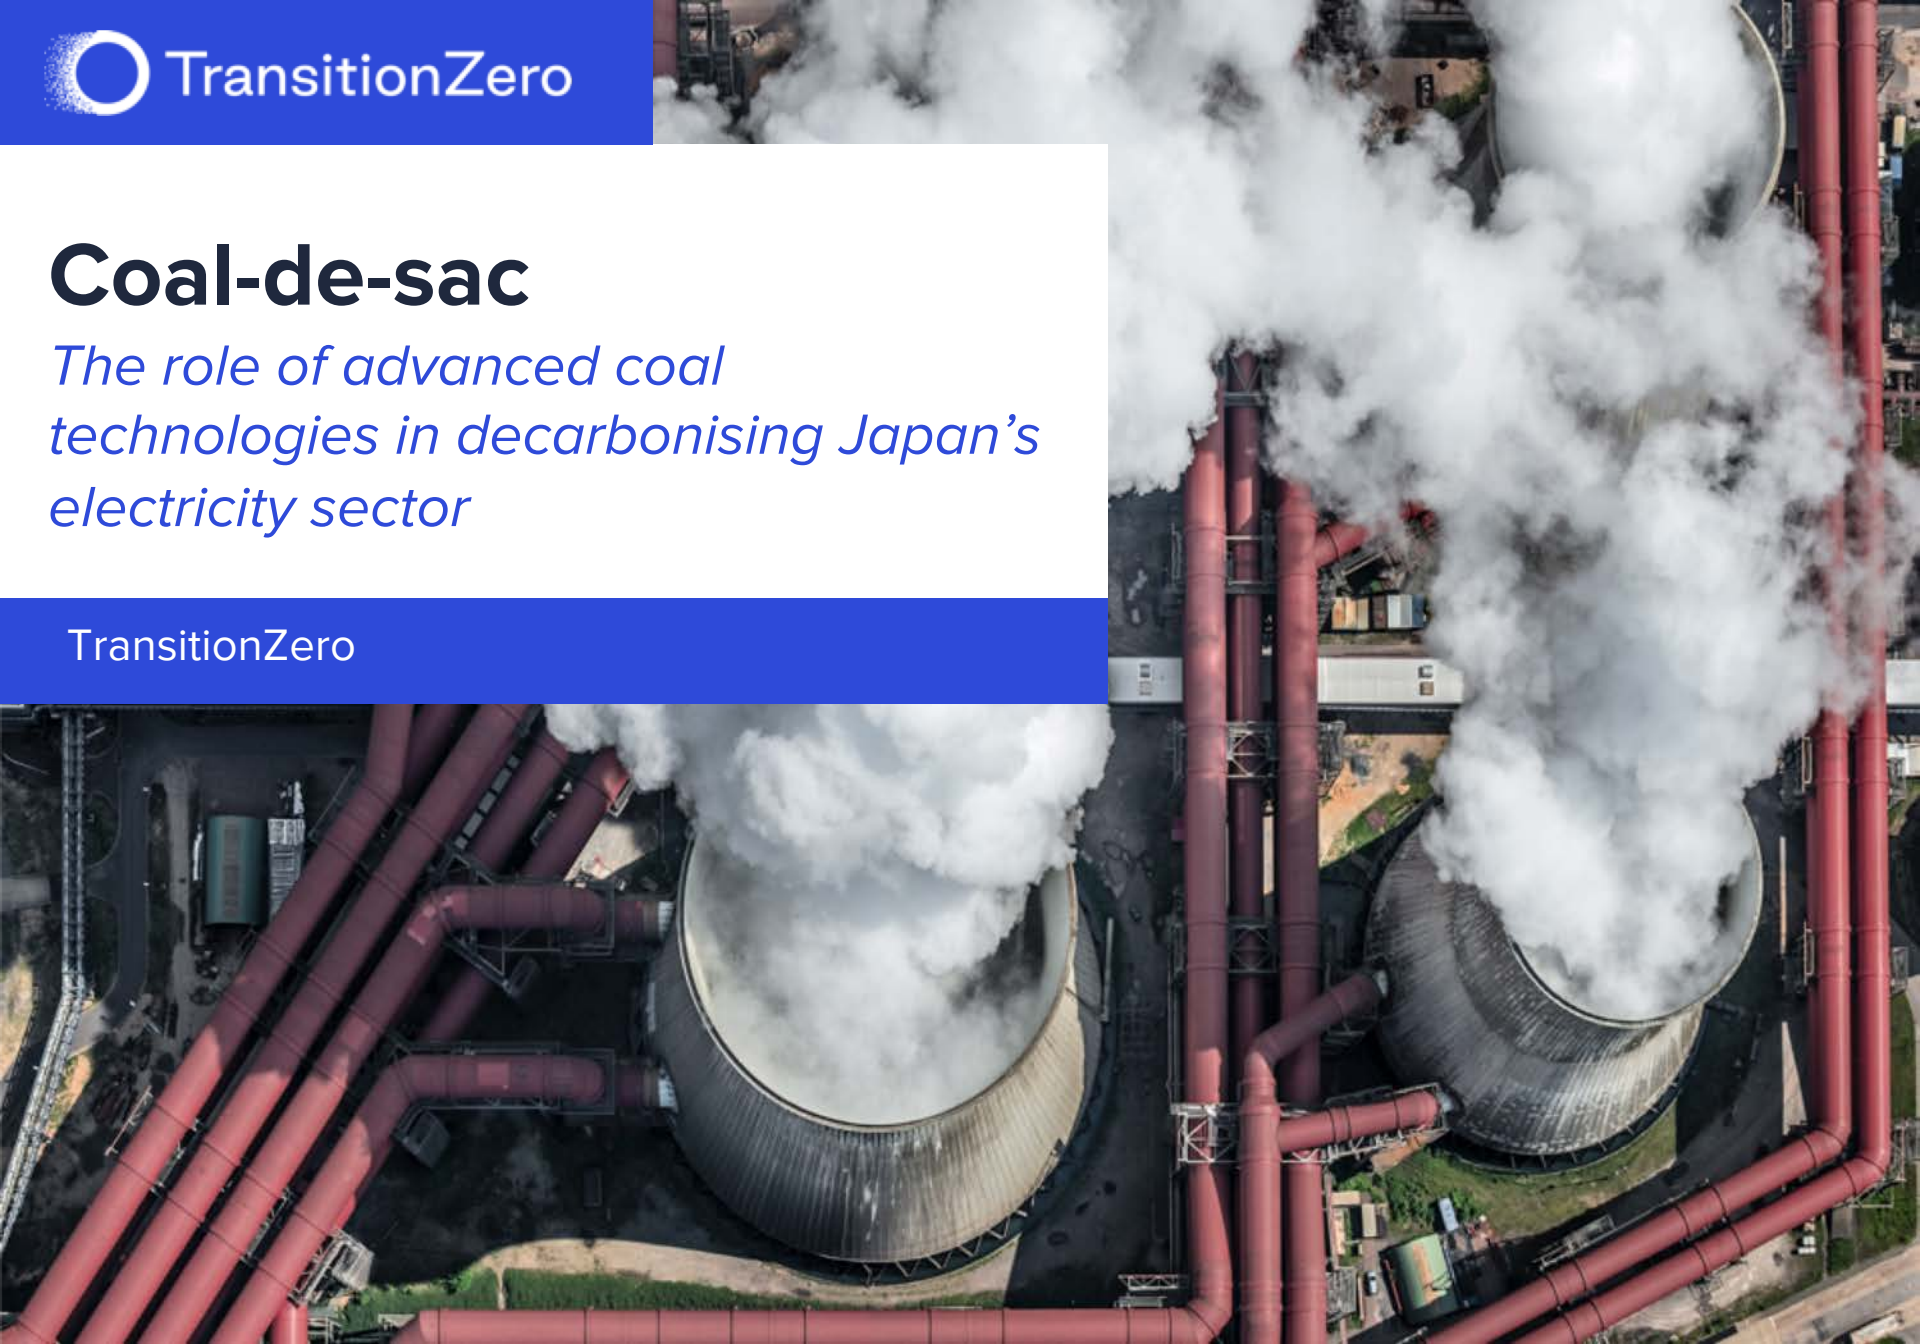 TransitionZero
Coal-de-sac
The role of advanced coal
technologies in decarbonising Japan’s
electricity sector
TransitionZero